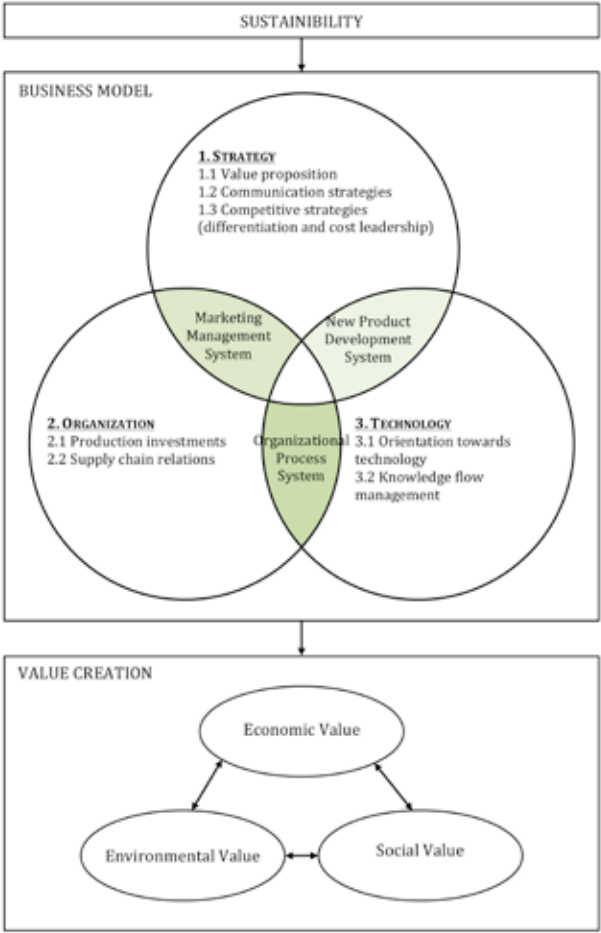 SUSTAINIBILITY
BUSINESS MODEL
1. STRATEGY
1.1 Value proposition
1.2 Communication strategies
1.3 Competitive strategies
(differentiation and cost leadership)
Marketing
Management
System
New Product
Development
System
2. ORGANIZATION
2.1 Production investments
2.2 Supply chain relations
Organizational
Process
System
3. TECHNOLOGY
3.1 Orientation towards
technology
3.2 Knowledge flow
management
VALUE CREATION
Economic Value
Environmental Value
Social Value